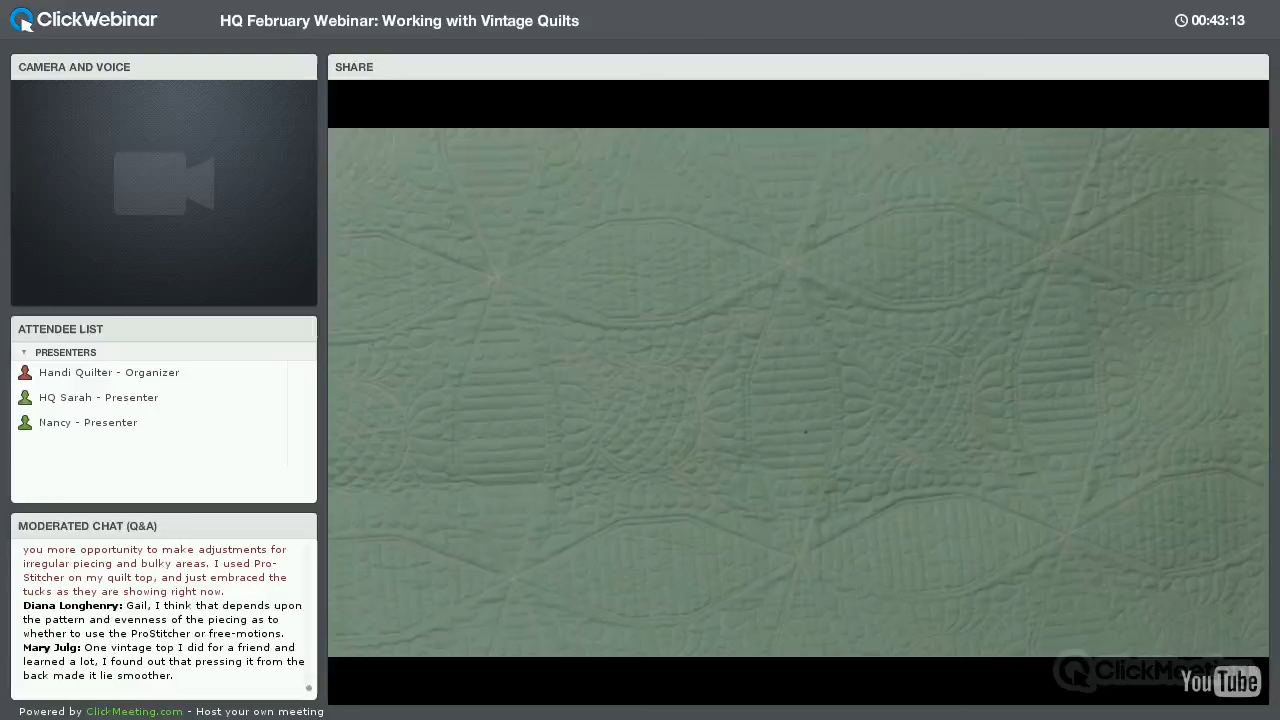 ClickWebinar
HQ February Webinar: Working with Vintage Quilts
00:43:13
CAMERA AND VOICE
SHARE
ATTENDEE LIST
PRESENTERS
Handi Quilter - Organizer
HQ Sarah - Presenter
Nancy - Presenter
MODERATED CHAT (Q&A)
you more opportunity to make adjustments for
irregular piecing and bulky areas. I used Pro-
Stitcher on my quilt top, and just embraced the
tucks as they are showing right now.
Diana Longhenry: Gail, I think that depends upon
the pattern and evenness of the piecing as to
whether to use the ProStitcher or free-motions.
Mary Julg: One vintage top I did for a friend and
learned a lot, I found out that pressing it from the
back made it lie smoother.
ClickMeeting
YouTube
Powered by ClickMeeting.com - Host your own meeting